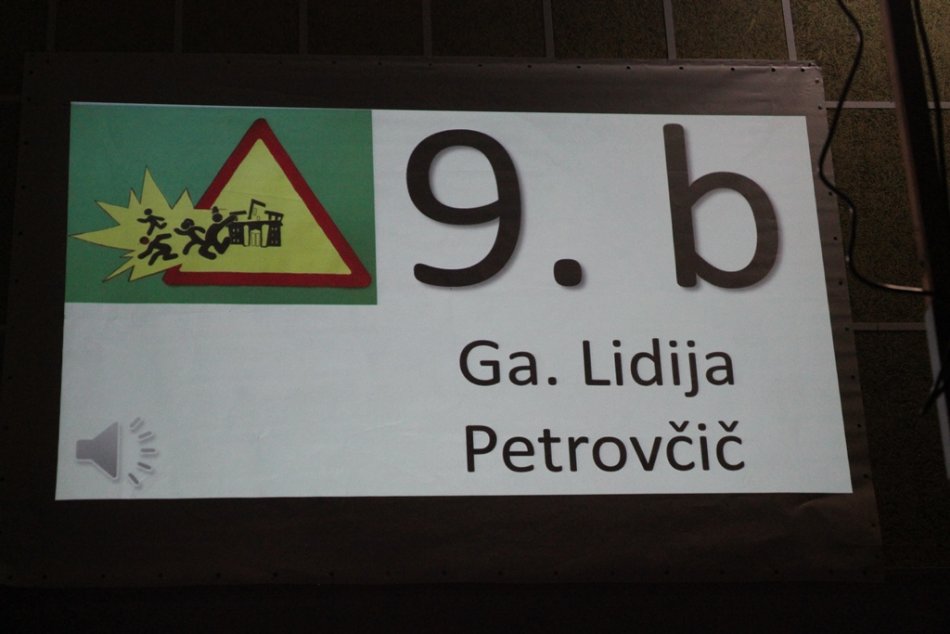 9. b
Ga. Lidija
Petrovčič